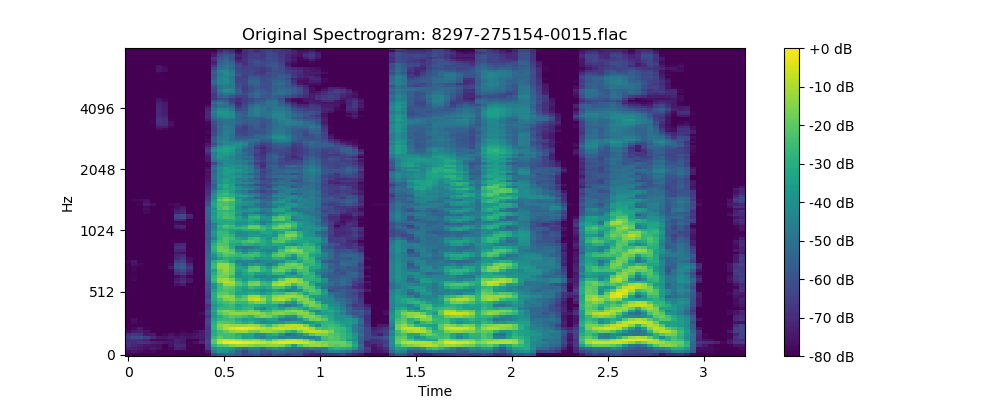 Original Spectrogram: 8297-275154-0015.flac
Hz
4096
2048
1024
512
0
0 0.5 1 1.5 2 2.5 3
Time
+0 dB
-10 dB
-20 dB
-30 dB
-40 dB
-50 dB
-60 dB
-70 dB
-80 dB